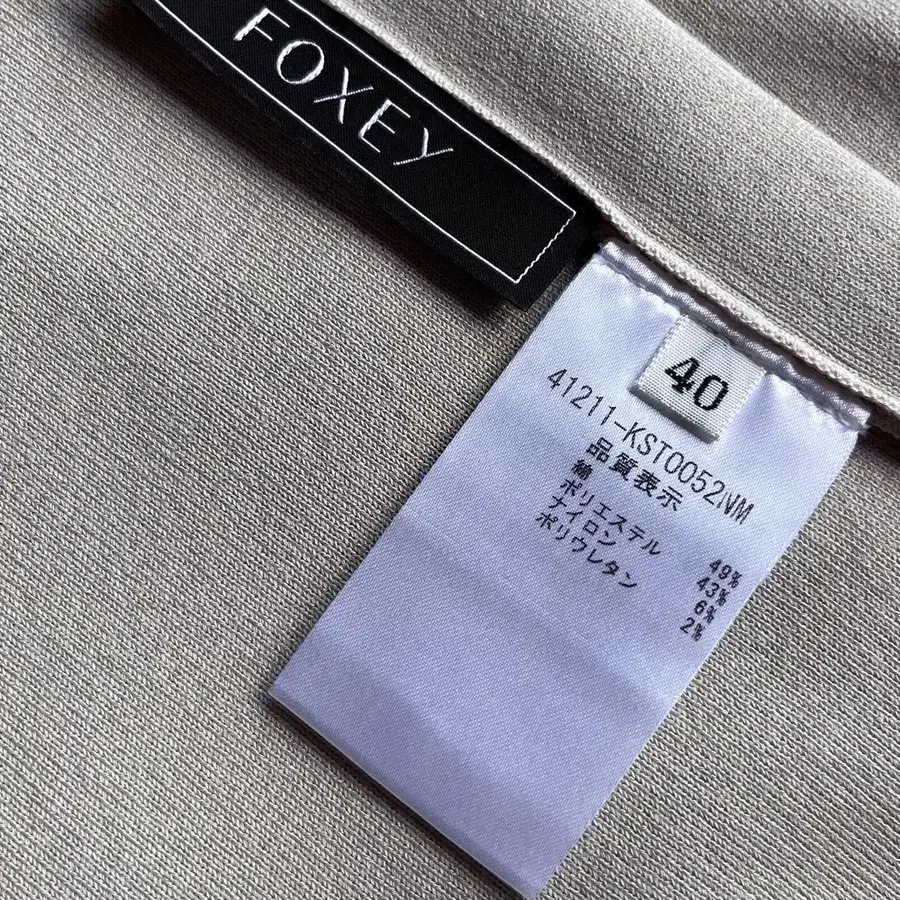 FOXEY
40
41211-KST0052NM
品質表示
綿 49%
ポリエステル 43%
ナイロン 6%
ポリウレタン 2%